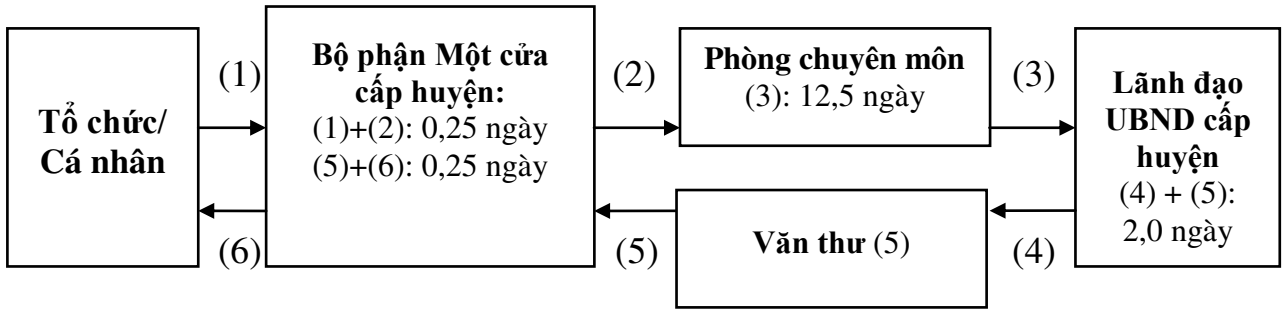 Tổ chức/
Cá nhân
(1)
Bộ phận Một cửa
cấp huyện:
(1)+(2): 0,25 ngày
(5)+(6): 0,25 ngày
(2)
Phòng chuyên môn
(3): 12,5 ngày
(3)
Lãnh đạo
UBND cấp
huyện
(4) + (5):
2,0 ngày
(4)
Văn thư (5)
(5)
(6)